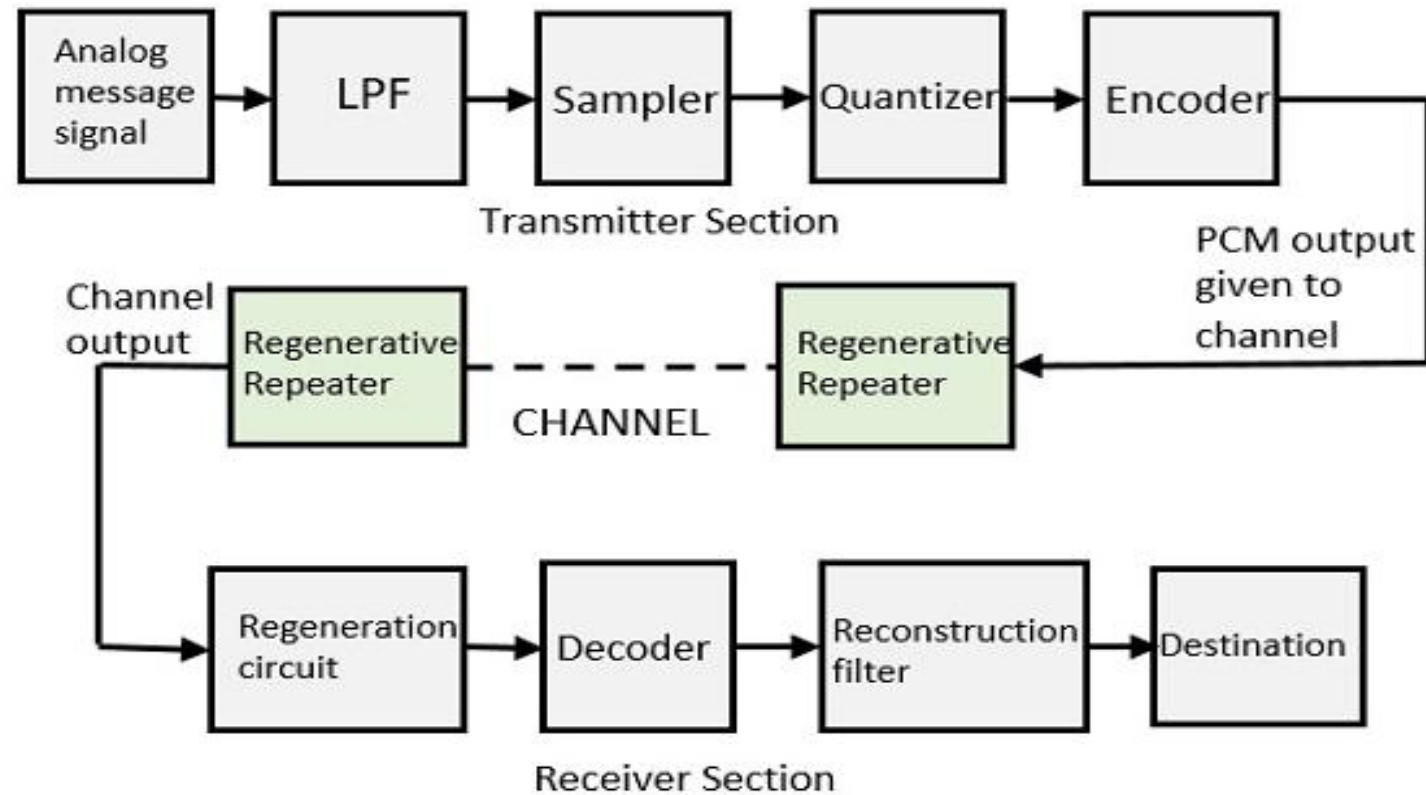 Analog
message
signal
LPF
Sampler
Quantizer
Encoder
Transmitter Section
PCM output
given to
channel
Channel
output
Regenerative
Repeater
CHANNEL
Regenerative
Repeater
Regeneration
circuit
Decoder
Reconstruction
filter
Destination
Receiver Section